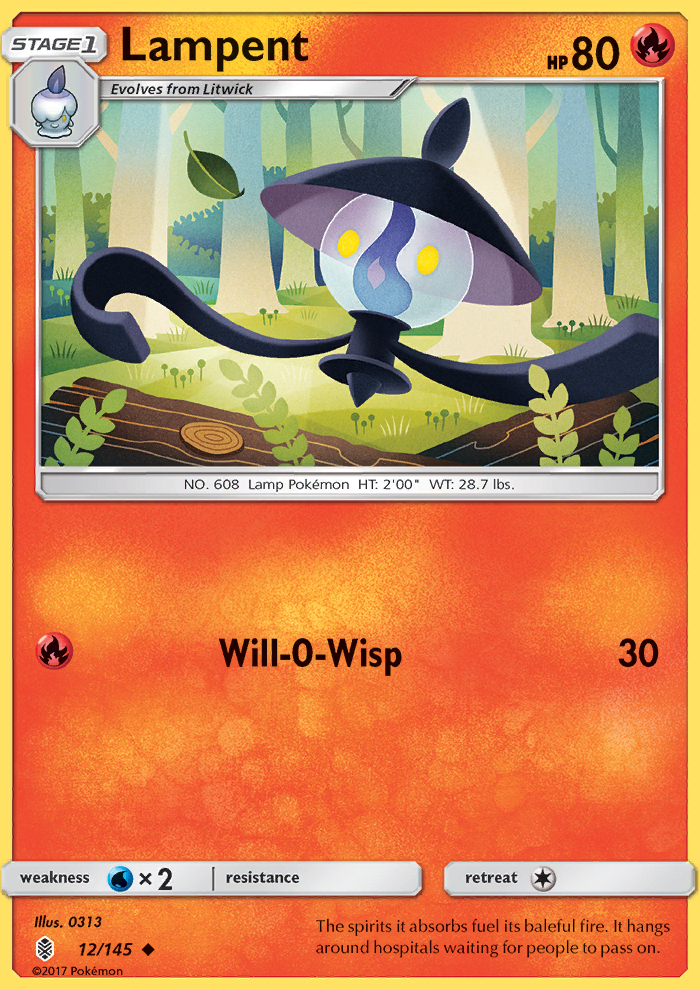 STAGE1
Lampent
HP 80
Evolves from Litwick
NO. 608 Lamp Pokémon HT: 2'00" WT: 28.7 lbs.
Will-O-Wisp 30
weakness × 2 resistance retreat
Illus. 0313
12/145
©2017 Pokémon
The spirits it absorbs fuel its baleful fire. It hangs
around hospitals waiting for people to pass on.